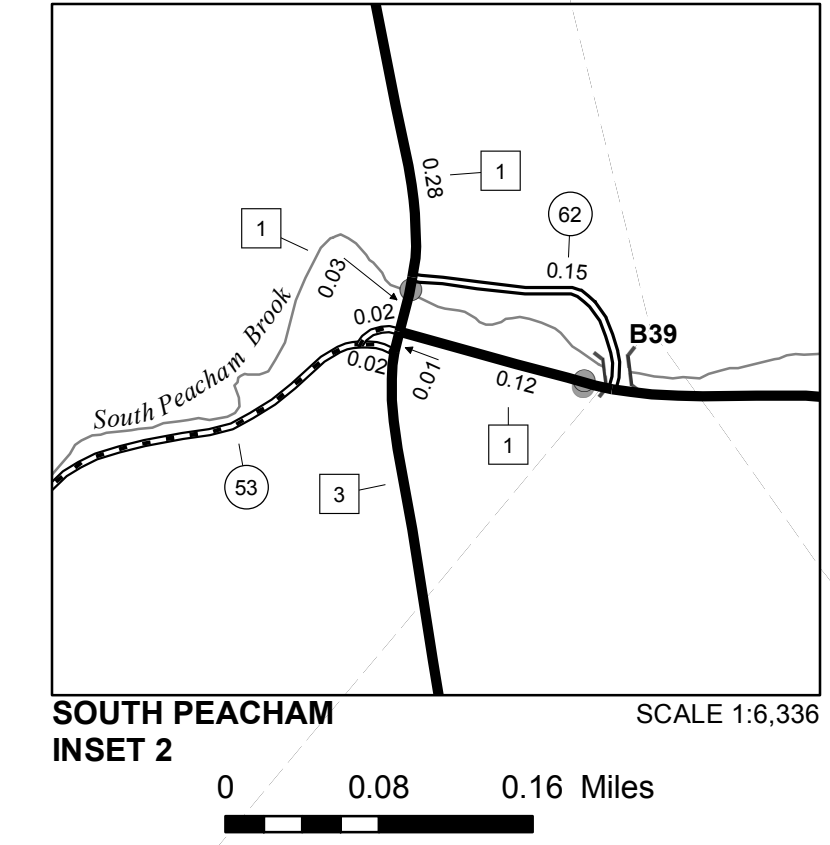 0.28
1
62
1
0.15
0.03
B39
0.02
South Peacham Brook
0.02
0.01
0.12
1
53
3
SOUTH PEACHAM
INSET 2
SCALE 1:6,336
0 0.08 0.16 Miles